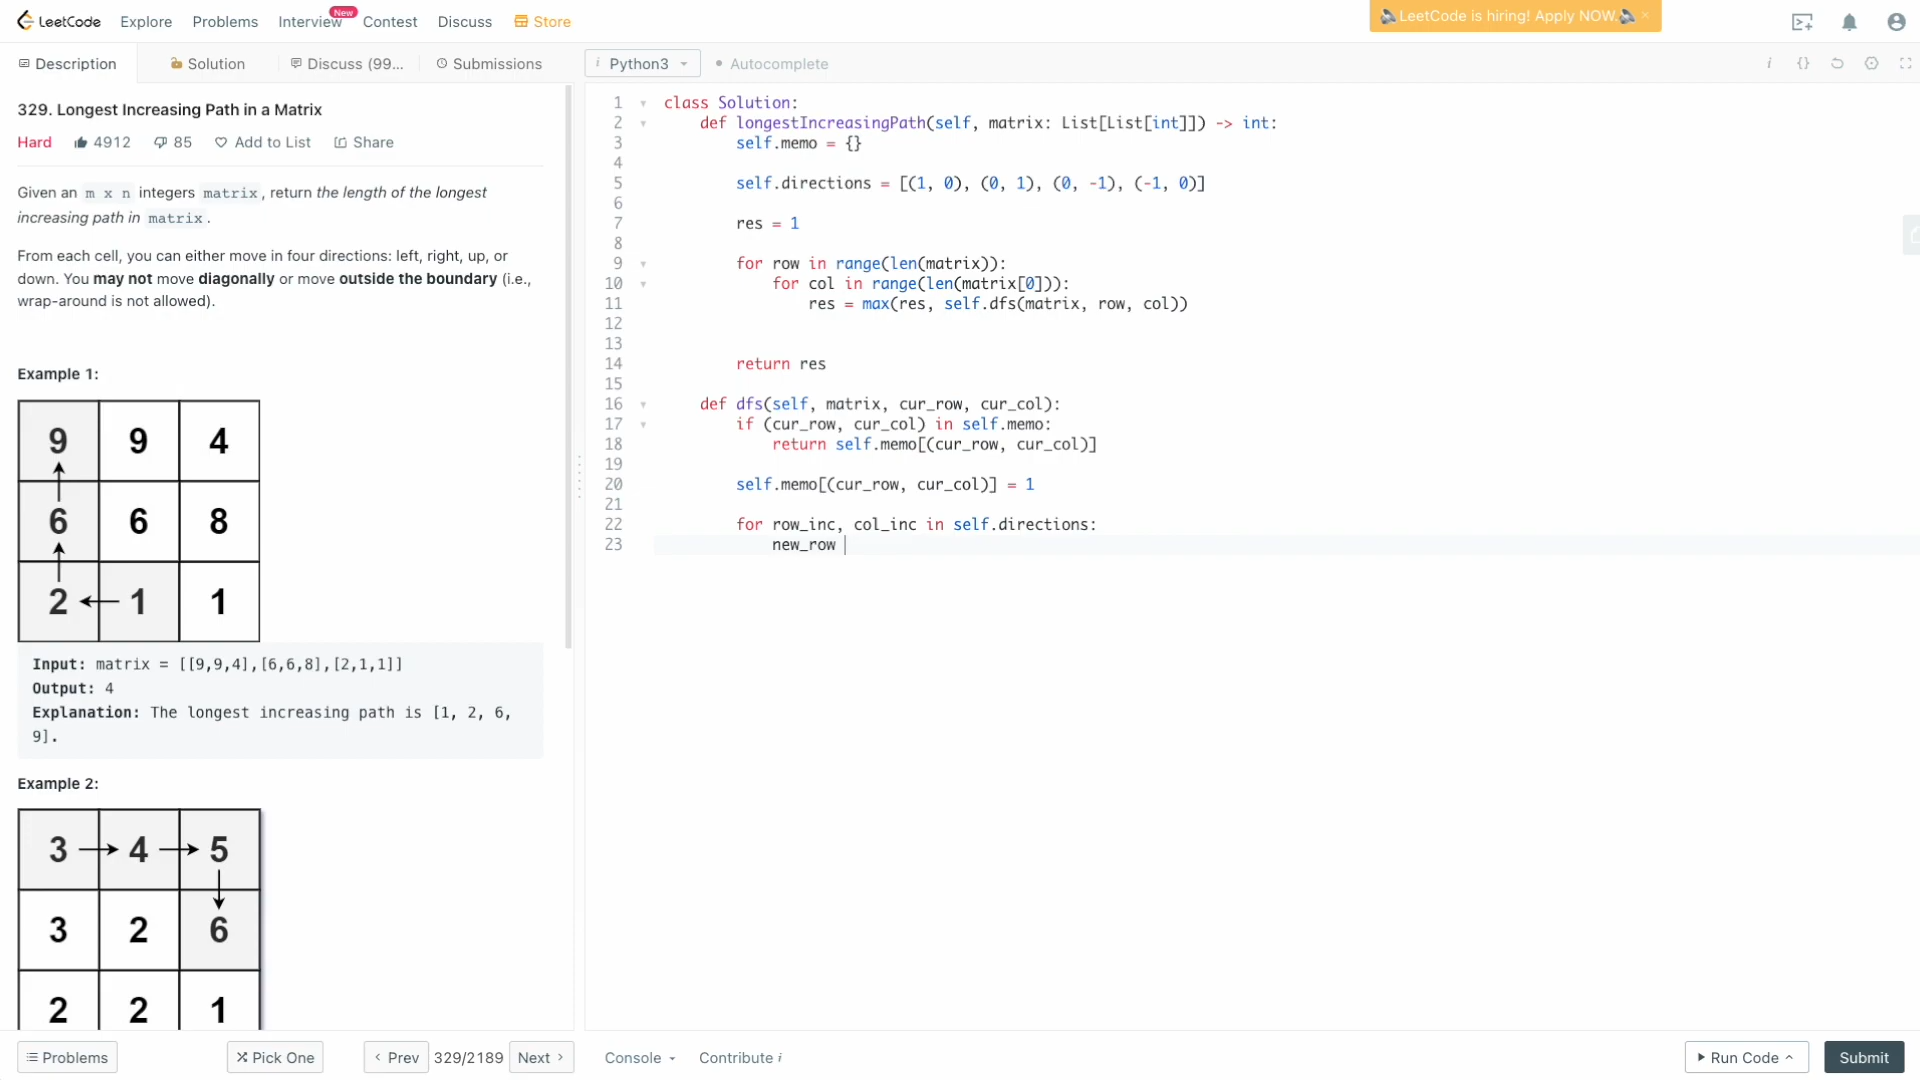 LeetCode Explore Problems Interview New Contest Discuss Store LeetCode is hiring! Apply NOW. ×
Description Solution Discuss (99... Submissions i Python3 Autocomplete i {}
329. Longest Increasing Path in a Matrix
Hard 4912 85 Add to List Share
Given an m x n integers matrix, return the length of the longest
increasing path in matrix.
From each cell, you can either move in four directions: left, right, up, or
down. You may not move diagonally or move outside the boundary (i.e.,
wrap-around is not allowed).
Example 1:
9 9 4
6 6 8
2 1 1
Input: matrix = [[9,9,4],[6,6,8],[2,1,1]]
Output: 4
Explanation: The longest increasing path is [1, 2, 6,
9].
Example 2:
3 4 5
3 2 6
2 2 1
1 class Solution:
2 def longestIncreasingPath(self, matrix: List[List[int]]) -> int:
3 self.memo = {}
4
5 self.directions = [(1, 0), (0, 1), (0, -1), (-1, 0)]
6
7 res = 1
8
9 for row in range(len(matrix)):
10 for col in range(len(matrix[0])):
11 res = max(res, self.dfs(matrix, row, col))
12
13
14 return res
15
16 def dfs(self, matrix, cur_row, cur_col):
17 if (cur_row, cur_col) in self.memo:
18 return self.memo[(cur_row, cur_col)]
19
20 self.memo[(cur_row, cur_col)] = 1
21
22 for row_inc, col_inc in self.directions:
23 new_row
Problems Pick One < Prev 329/2189 Next > Console Contribute i Run Code Submit